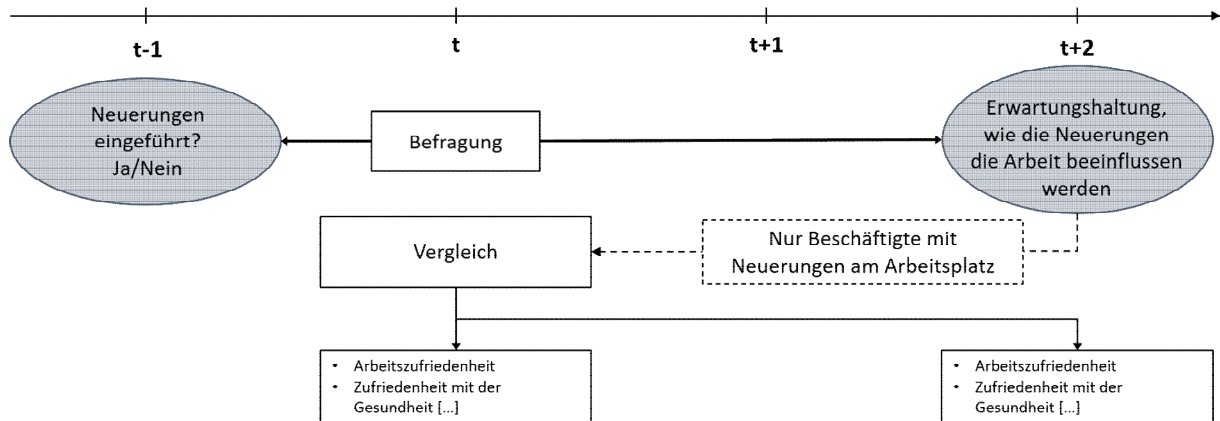 t-1
t
t+1
t+2
Neuerungen
eingeführt?
Ja/Nein
Befragung
Erwartungshaltung,
wie die Neuerungen
die Arbeit beeinflussen
werden
Vergleich
Nur Beschäftigte mit
Neuerungen am Arbeitsplatz
• Arbeitszufriedenheit
• Zufriedenheit mit der
Gesundheit [...]
• Arbeitszufriedenheit
• Zufriedenheit mit der
Gesundheit [...]